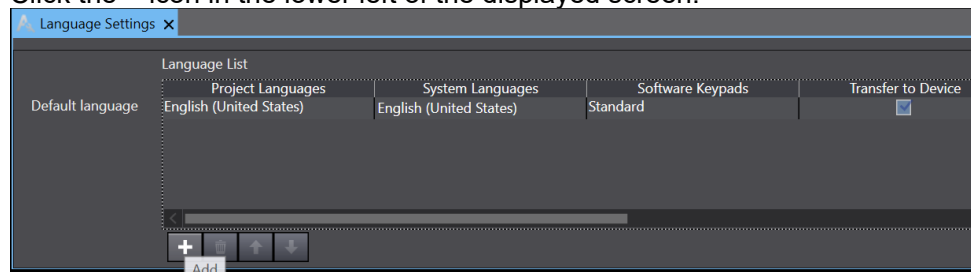 Click the "+" icon in the lower left of the displayed screen.
Language Settings
Language List
Project Languages System Languages Software Keypads Transfer to Device
Default language English (United States) English (United States) Standard
Add